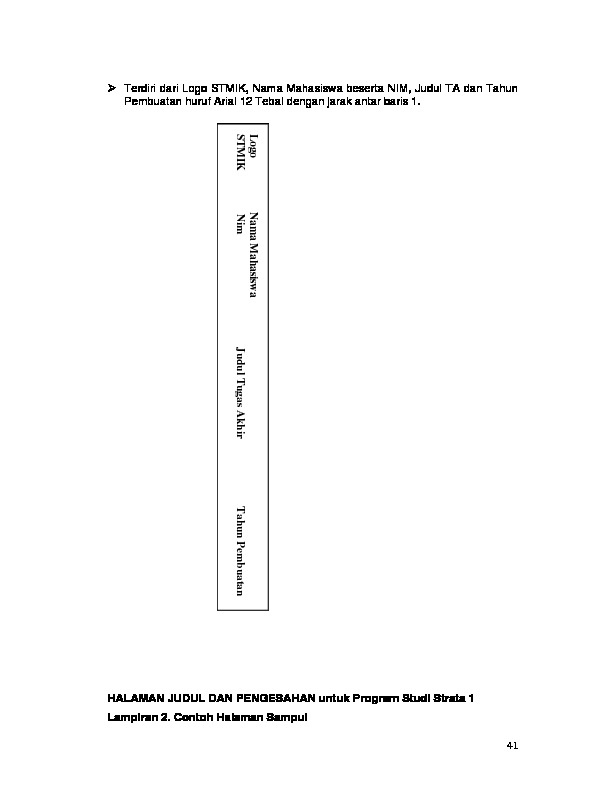 ➢ Terdiri dari Logo STMIK, Nama Mahasiswa beserta NIM, Judul TA dan Tahun
Pembuatan huruf Arial 12 Tebal dengan jarak antar baris 1.
Logo
STMIK
Nama Mahasiswa
Nim
Judul Tugas Akhir
Tahun Pembuatan
HALAMAN JUDUL DAN PENGESAHAN untuk Program Studi Strata 1
Lampiran 2. Contoh Halaman Sampul
41